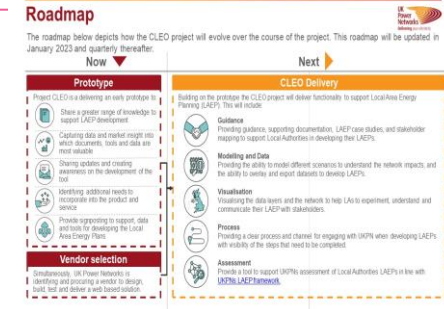 Roadmap
UK
Power
Networks
The roadmap below depicts how the CLEO project will evolve over the course of the project. This roadmap will be updated in
January 2023 and quarterly thereafter.
Now
Next
Prototype
Project CLEO is a delivering an early prototype to:
Share a greater range of knowledge to
support LAEP development
Capturing data and market insight into
which documents, tools and data are
most valuable
Sharing updates and creating
awareness on the development of the
tool
Identifying additional needs to
incorporate into the product and
service
Provide signposting to support, data
and tools for developing the Local
Area Energy Plans
Vendor selection
Simultaneously, UK Power Networks is
identifying and procuring a vendor to design,
build, test and deliver a web based solution.
CLEO Delivery
Building on the prototype the CLEO project will deliver functionality to support Local Area Energy
Planning (LAEP). This will include:
Guidance
Providing guidance, supporting documentation, LAEP case studies, and stakeholder
mapping to support Local Authorities in developing their LAEPs.
Modelling and Data
Providing the ability to model different scenarios to understand the network impacts; and
the ability to overlay and export datasets to develop LAEPs.
Visualisation
Visualising the data layers and the network to help LAs to experiment, understand and
communicate their LAEP with stakeholders.
Process
Providing a clear process and channel for engaging with UKPN when developing LAEPs
with visibility of the steps that need to be completed.
Assessment
Provide a tool to support UKPNs assessment of Local Authorities LAEPs in line with
UKPNs LAEP framework.